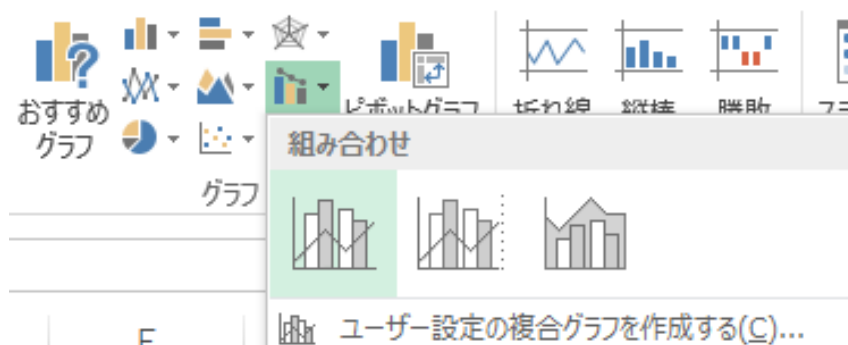 おすすめ
グラフ
ピボットグラフ
折れ線
縦棒
勝敗
グラフ
組み合わせ
ユーザー設定の複合グラフを作成する(C)...